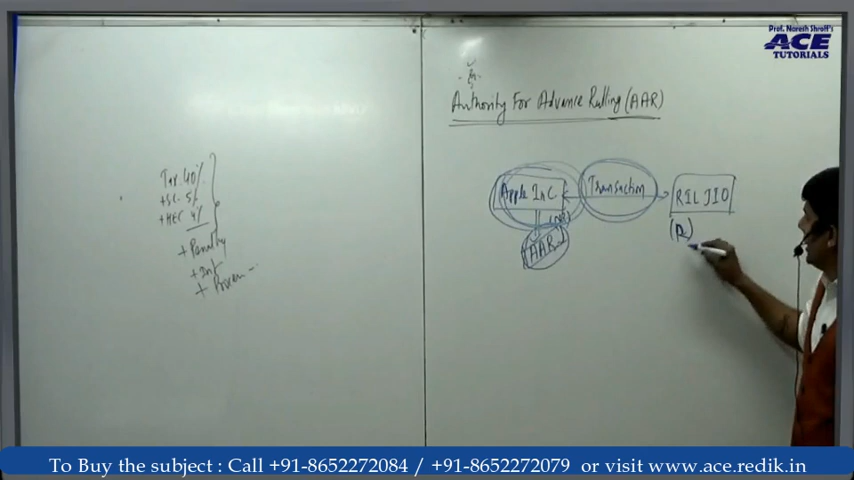 Prof. Naresh Shroff's
ACE
TUTORIALS
Authority For Advance Rulling (AAR)
Tax 40%
+SC 5%
+HEC 4%
+ Penalty
+ Int
Apple Inc
(NR)
AAR
Transaction
RIL JIO
(R)
To Buy the subject : Call +91-8652272084 / +91-8652272079 or visit www.ace.redik.in